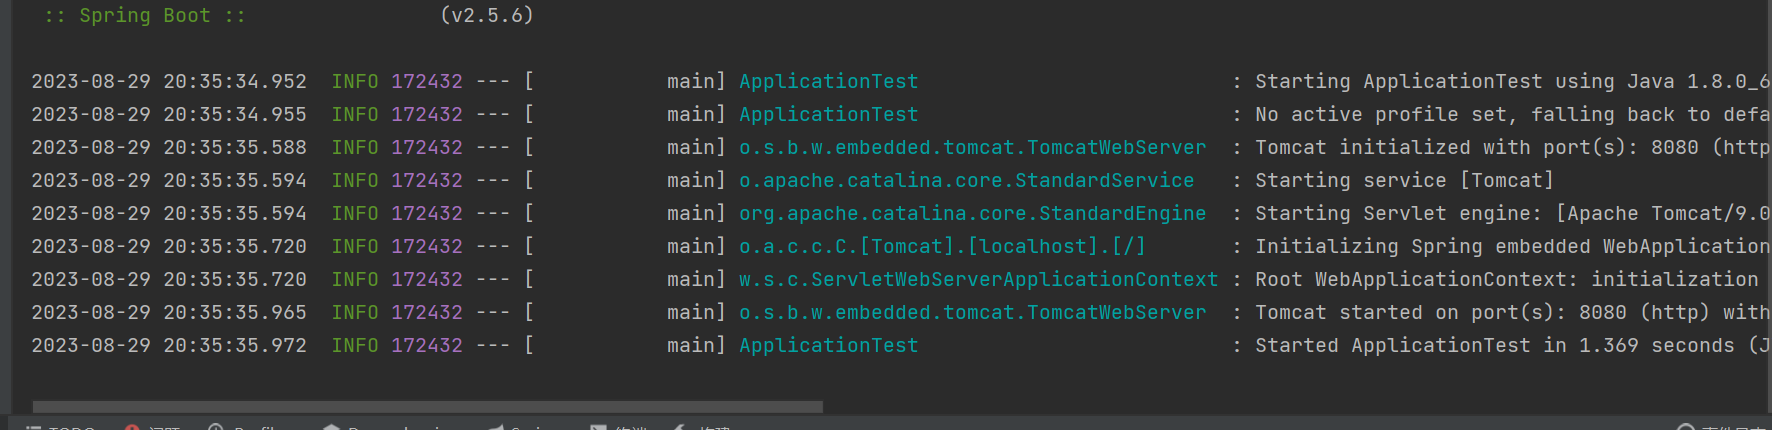 :: Spring Boot ::                (v2.5.6)
2023-08-29 20:35:34.952  INFO 172432 --- [           main] ApplicationTest                          : Starting ApplicationTest using Java 1.8.0_6
2023-08-29 20:35:34.955  INFO 172432 --- [           main] ApplicationTest                          : No active profile set, falling back to defa
2023-08-29 20:35:35.588  INFO 172432 --- [           main] o.s.b.w.embedded.tomcat.TomcatWebServer  : Tomcat initialized with port(s): 8080 (http
2023-08-29 20:35:35.594  INFO 172432 --- [           main] o.apache.catalina.core.StandardService   : Starting service [Tomcat]
2023-08-29 20:35:35.594  INFO 172432 --- [           main] org.apache.catalina.core.StandardEngine  : Starting Servlet engine: [Apache Tomcat/9.0
2023-08-29 20:35:35.720  INFO 172432 --- [           main] o.a.c.c.C.[Tomcat].[localhost].[/]       : Initializing Spring embedded WebApplication
2023-08-29 20:35:35.720  INFO 172432 --- [           main] w.s.c.ServletWebServerApplicationContext : Root WebApplicationContext: initialization
2023-08-29 20:35:35.965  INFO 172432 --- [           main] o.s.b.w.embedded.tomcat.TomcatWebServer  : Tomcat started on port(s): 8080 (http) with
2023-08-29 20:35:35.972  INFO 172432 --- [           main] ApplicationTest                          : Started ApplicationTest in 1.369 seconds (J